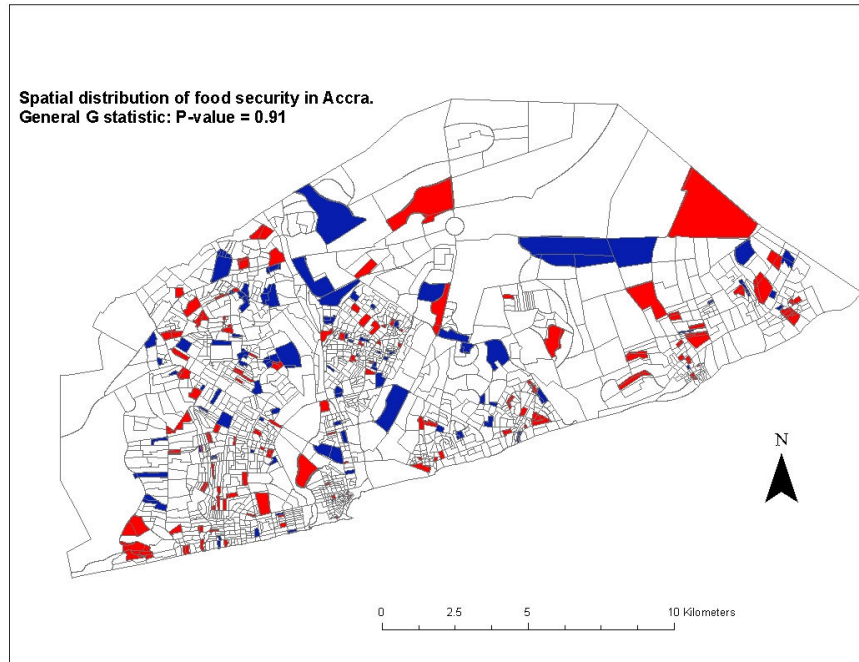 Spatial distribution of food security in Accra.
General G statistic: P-value = 0.91
N
0 2.5 5 10 Kilometers